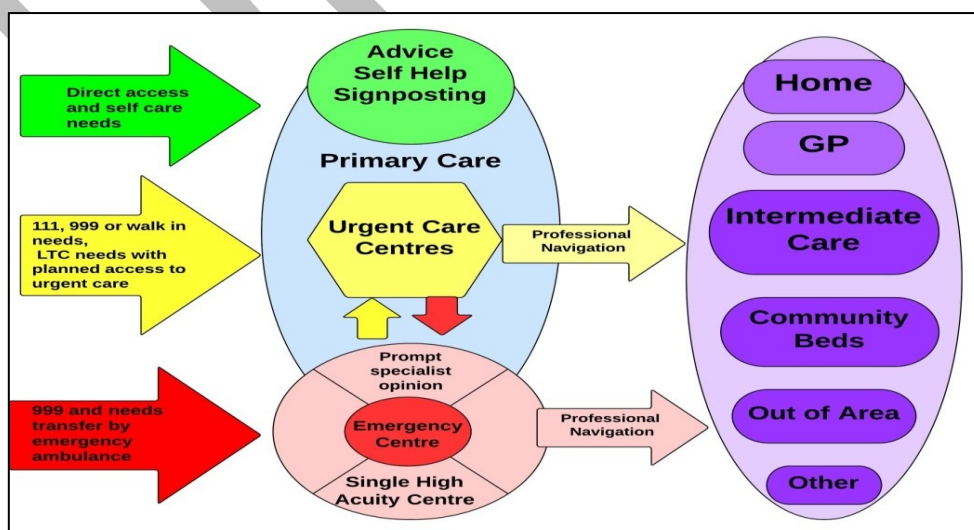 Direct access
and self care
needs
111, 999 or walk in
needs,
LTC needs with
planned access to
urgent care
999 and needs
transfer by
emergency
ambulance
Advice
Self Help
Signposting
Primary Care
Urgent Care
Centres
Prompt
specialist
opinion
Emergency
Centre
Single High
Acuity Centre
Professional
Navigation
Professional
Navigation
Home
GP
Intermediate
Care
Community
Beds
Out of Area
Other